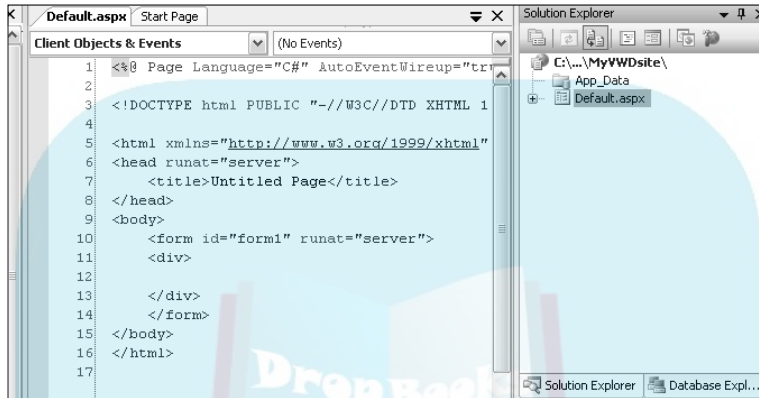 Default.aspx Start Page
Client Objects & Events (No Events)
1 <%@ Page Language="C#" AutoEventWireup="tr
2
3 <!DOCTYPE html PUBLIC "-//W3C//DTD XHTML 1
4
5 <html xmlns="http://www.w3.org/1999/xhtml"
6 <head runat="server">
7 <title>Untitled Page</title>
8 </head>
9 <body>
10 <form id="form1" runat="server">
11 <div>
12
13 </div>
14 </form>
15 </body>
16 </html>
17
Solution Explorer
C:\...\MyVWDsite\
App_Data
Default.aspx
Solution Explorer Database Expl...
DropBook